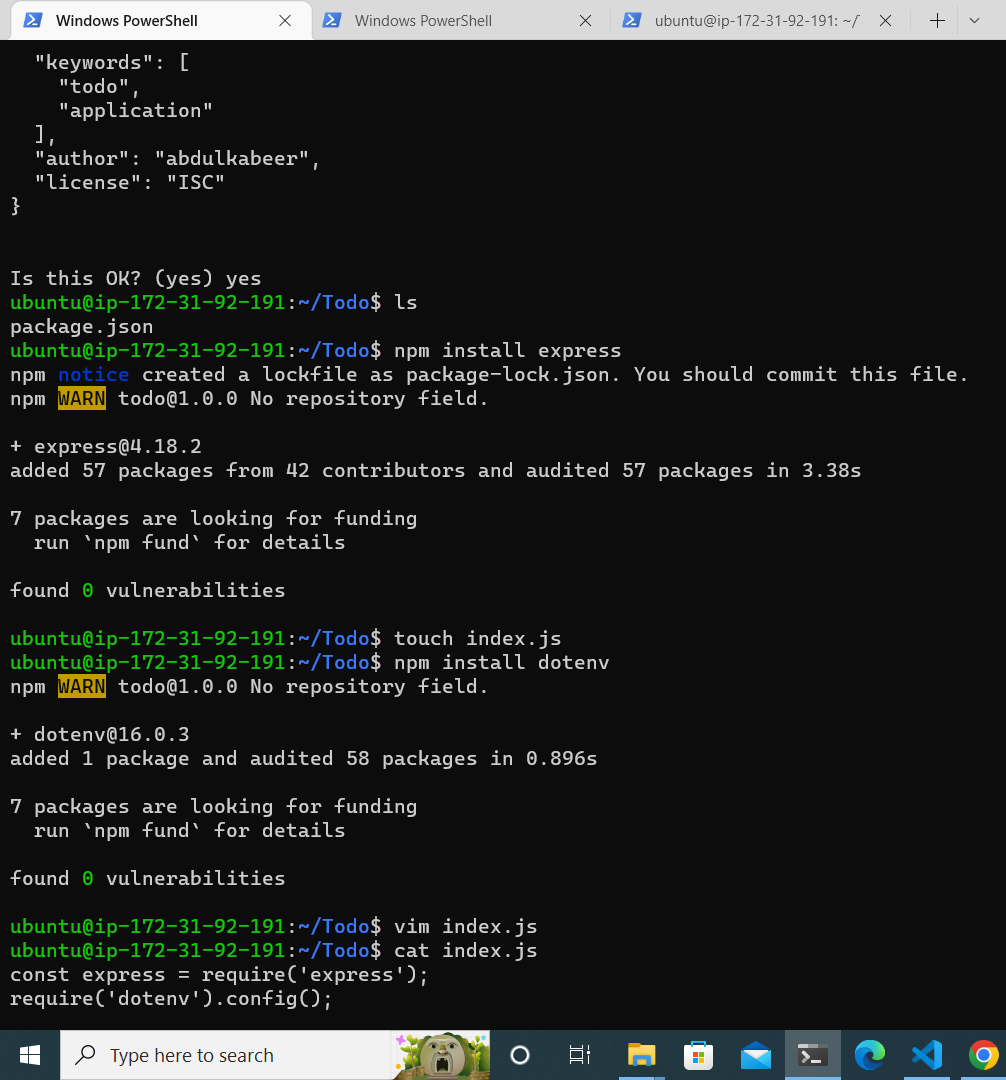 Windows PowerShell
Windows PowerShell
ubuntu@ip-172-31-92-191: ~/
"keywords": [
"todo",
"application"
],
"author": "abdulkabeer",
"license": "ISC"
}
Is this OK? (yes) yes
ubuntu@ip-172-31-92-191:~/Todo$ ls
package.json
ubuntu@ip-172-31-92-191:~/Todo$ npm install express
npm notice created a lockfile as package-lock.json. You should commit this file.
npm WARN todo@1.0.0 No repository field.
+ express@4.18.2
added 57 packages from 42 contributors and audited 57 packages in 3.38s
7 packages are looking for funding
run `npm fund` for details
found 0 vulnerabilities
ubuntu@ip-172-31-92-191:~/Todo$ touch index.js
ubuntu@ip-172-31-92-191:~/Todo$ npm install dotenv
npm WARN todo@1.0.0 No repository field.
+ dotenv@16.0.3
added 1 package and audited 58 packages in 0.896s
7 packages are looking for funding
run `npm fund` for details
found 0 vulnerabilities
ubuntu@ip-172-31-92-191:~/Todo$ vim index.js
ubuntu@ip-172-31-92-191:~/Todo$ cat index.js
const express = require('express');
require('dotenv').config();
Type here to search